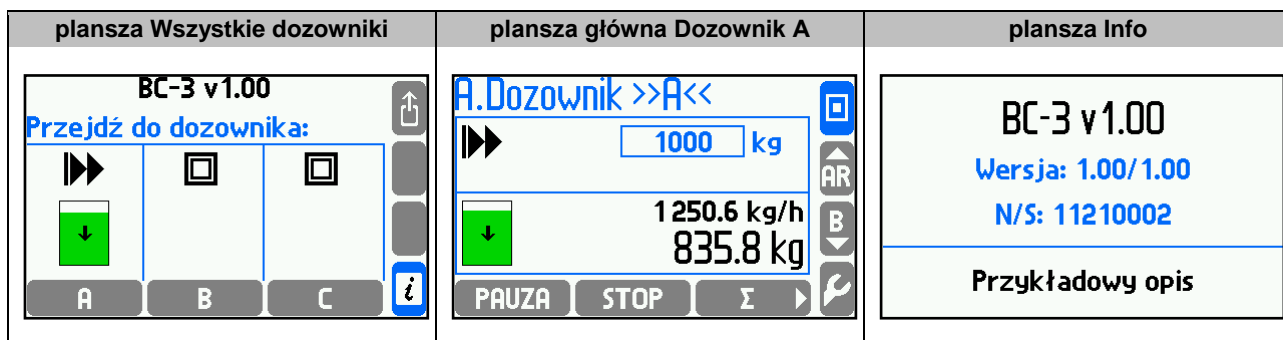 plansza Wszystkie dozowniki
BC-3 v1.00
Przejdź do dozownika:
A B C i
plansza główna Dozownik A
A.Dozownik >>A<<
1000 kg
AR
1250.6 kg/h
B
835.8 kg
PAUZA STOP Σ
plansza Info
BC-3 v1.00
Wersja: 1.00/1.00
N/S: 11210002
Przykładowy opis